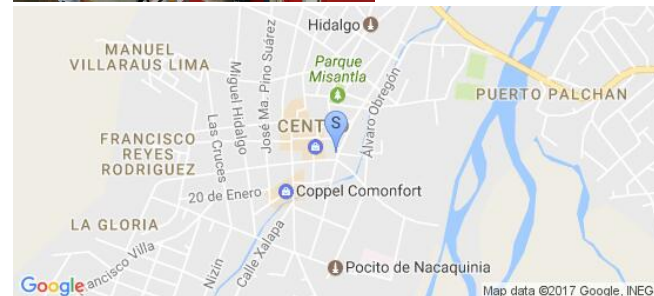 Hidalgo
MANUEL
VILLARAUS LIMA
José Ma. Pino Suárez
Parque
Misantla
Miguel Hidalgo
Álvaro Obregón
PUERTO PALCHAN
Las Cruces
S
FRANCISCO
REYES
RODRIGUEZ
20 de Enero
Coppel Comonfort
LA GLORIA
Nizin
Calle Xalapa
Pocito de Nacaquinia
Google
Map data ©2017 Google, INEG